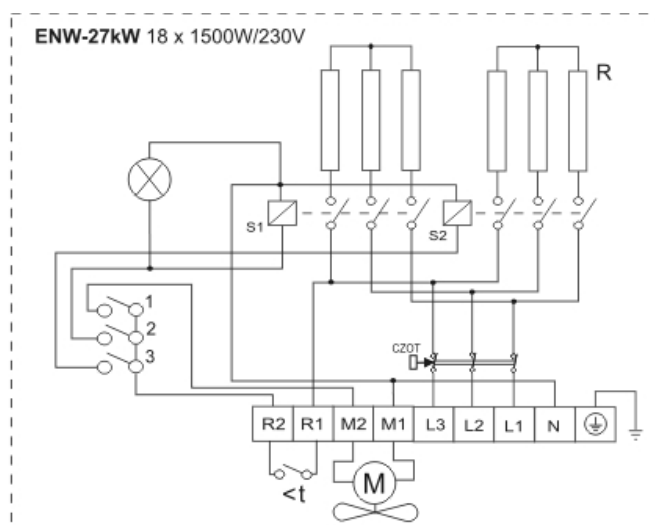 ENW-27kW 18 x 1500W/230V
R
S1
S2
1
2
3
CZOT
R2 R1 M2 M1 L3 L2 L1 N
<t
M